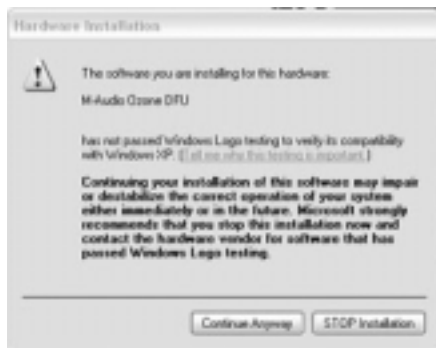 Hardware Installation
The software you are installing for this hardware:
M-Audio Ozone DFU
has not passed Windows Logo testing to verify its compatibility
with Windows XP. (Tell me why this testing is important.)
Continuing your installation of this software may impair
or destabilize the correct operation of your system
either immediately or in the future. Microsoft strongly
recommends that you stop this installation now and
contact the hardware vendor for software that has
passed Windows Logo testing.
Continue Anyway
STOP Installation